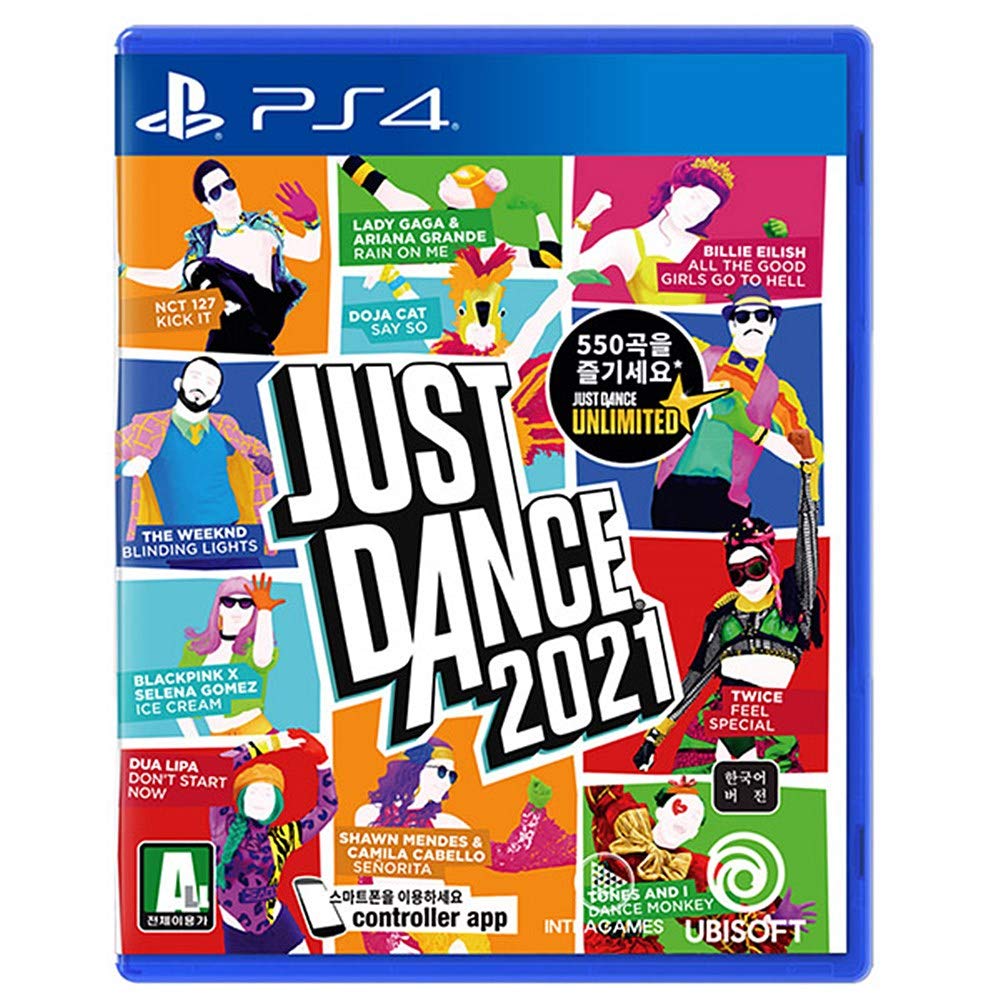 PS4
NCT 127
KICK IT
LADY GAGA &
ARIANA GRANDE
RAIN ON ME
BILLIE EILISH
ALL THE GOOD
GIRLS GO TO HELL
DOJA CAT
SAY SO
550곡을
즐기세요*
JUST DANCE
UNLIMITED
JUST
DANCE®
2021
THE WEEKND
BLINDING LIGHTS
BLACKPINK X
SELENA GOMEZ
ICE CREAM
TWICE
FEEL
SPECIAL
DUA LIPA
DON'T START
NOW
한국어
버 전
SHAWN MENDES &
CAMILA CABELLO
SEÑORITA
ALL
전체이용가
스마트폰을 이용하세요
controller app
TONES AND I
DANCE MONKEY
INTRAGAMES
UBISOFT